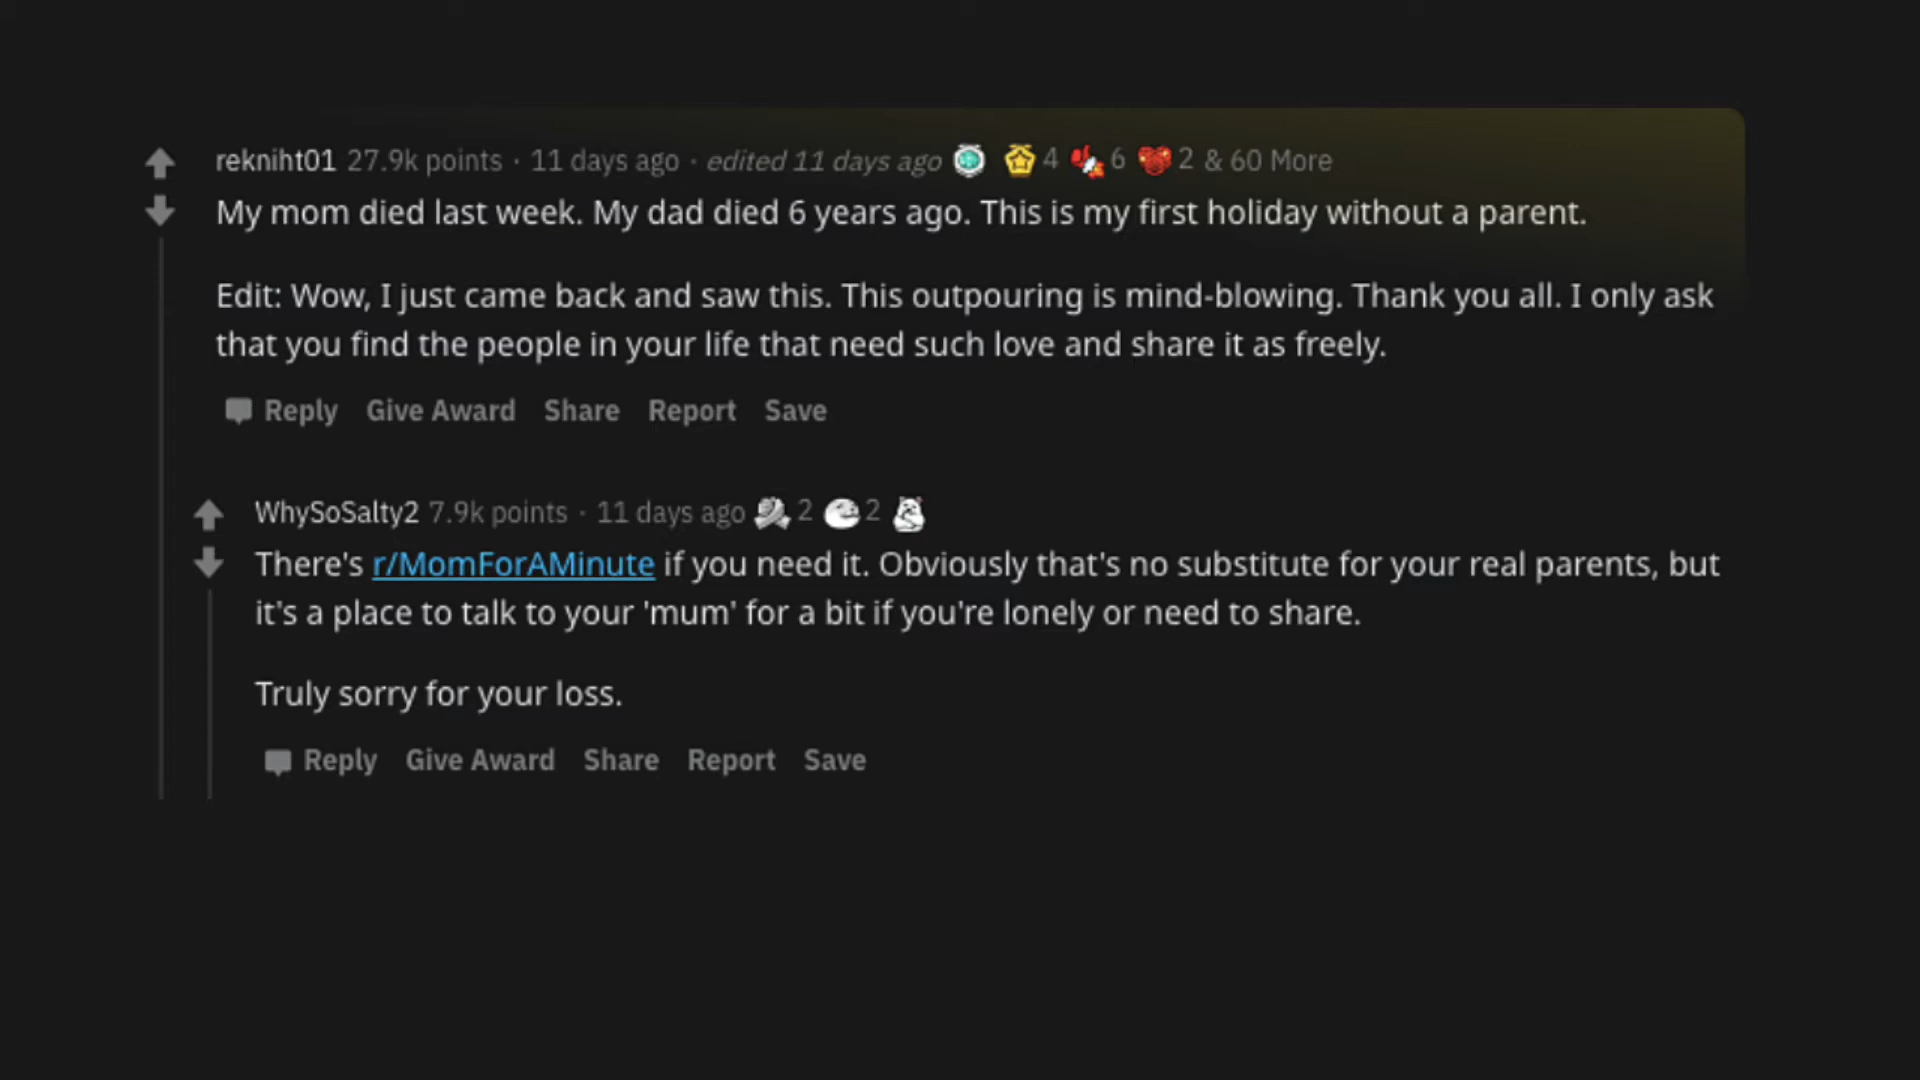 rekniht01 27.9k points · 11 days ago · edited 11 days ago 4 6 2 & 60 More
My mom died last week. My dad died 6 years ago. This is my first holiday without a parent.
Edit: Wow, I just came back and saw this. This outpouring is mind-blowing. Thank you all. I only ask
that you find the people in your life that need such love and share it as freely.
Reply Give Award Share Report Save
WhySoSalty2 7.9k points · 11 days ago 2 2
There's r/MomForAMinute if you need it. Obviously that's no substitute for your real parents, but
it's a place to talk to your 'mum' for a bit if you're lonely or need to share.
Truly sorry for your loss.
Reply Give Award Share Report Save